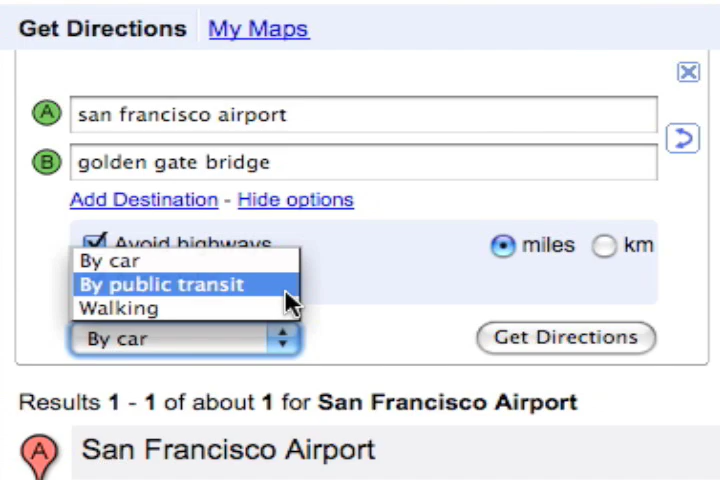 Get Directions My Maps
A san francisco airport
B golden gate bridge
Add Destination - Hide options
Avoid highways miles km
By car
By public transit
Walking
By car Get Directions
Results 1 - 1 of about 1 for San Francisco Airport
A San Francisco Airport